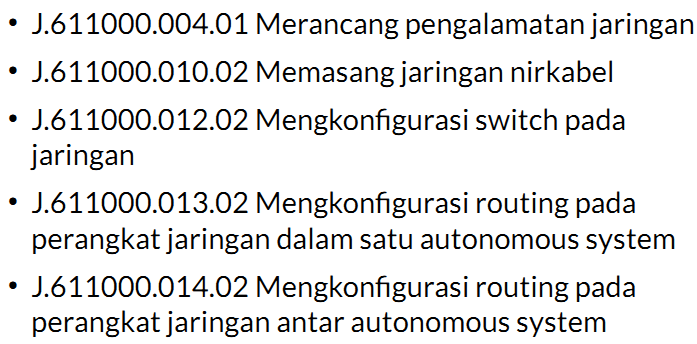 • J.611000.004.01 Merancang pengalamatan jaringan
• J.611000.010.02 Memasang jaringan nirkabel
• J.611000.012.02 Mengkonfigurasi switch pada
jaringan
• J.611000.013.02 Mengkonfigurasi routing pada
perangkat jaringan dalam satu autonomous system
• J.611000.014.02 Mengkonfigurasi routing pada
perangkat jaringan antar autonomous system